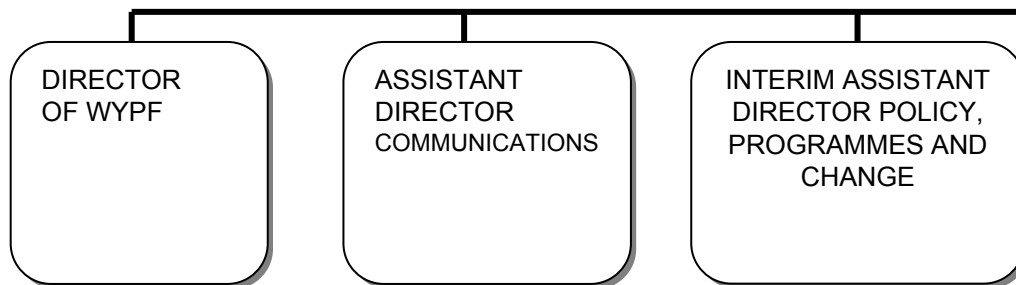 DIRECTOR
OF WYPF
ASSISTANT
DIRECTOR
COMMUNICATIONS
INTERIM ASSISTANT
DIRECTOR POLICY,
PROGRAMMES AND
CHANGE